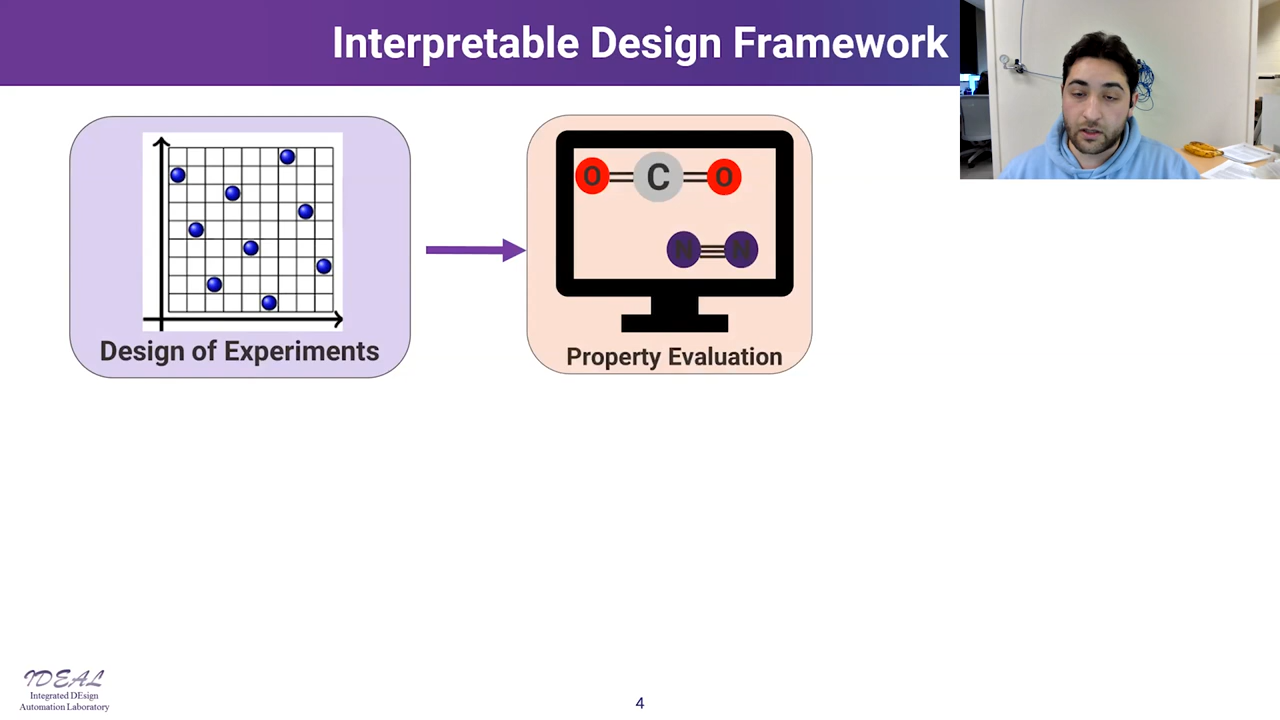 Interpretable Design Framework
O C O
N N
Design of Experiments
Property Evaluation
IDEAL
Integrated DEsign
Automation Laboratory
4